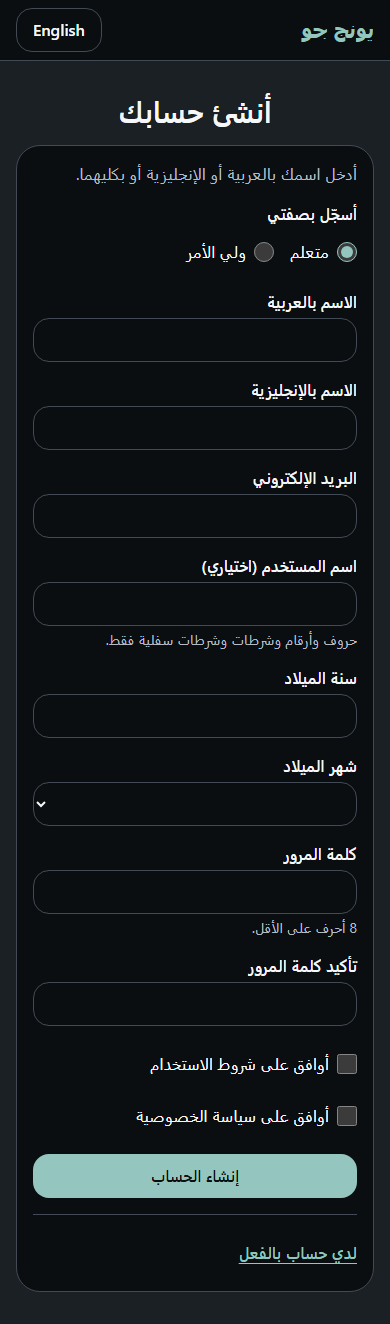 يونج جو
English
أنشئ حسابك
أدخل اسمك بالعربية أو الإنجليزية أو بكليهما.
أسجّل بصفتي
متعلم
ولي الأمر
الاسم بالعربية
الاسم بالإنجليزية
البريد الإلكتروني
اسم المستخدم (اختياري)
حروف وأرقام وشرطات وشرطات سفلية فقط.
سنة الميلاد
شهر الميلاد
كلمة المرور
8 أحرف على الأقل.
تأكيد كلمة المرور
أوافق على شروط الاستخدام
أوافق على سياسة الخصوصية
إنشاء الحساب
لدي حساب بالفعل